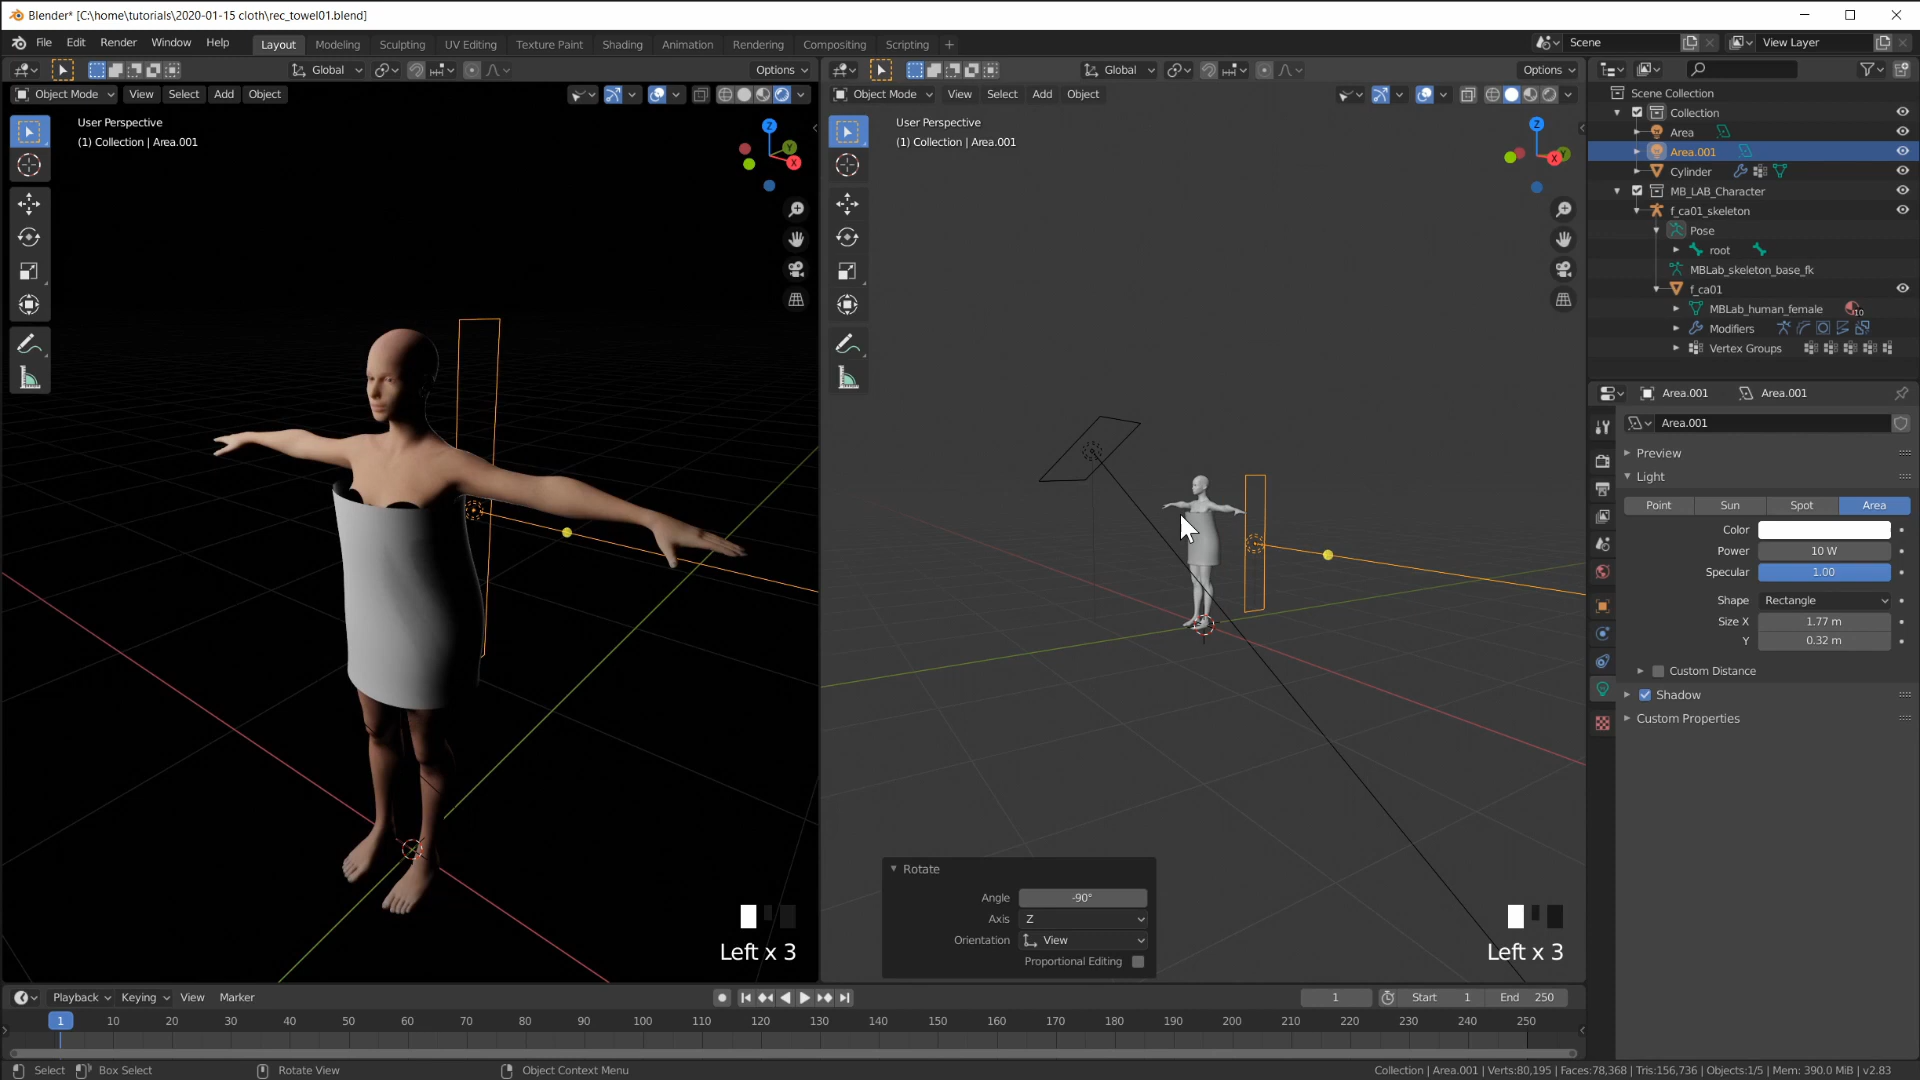 Blender* [C:\home\tutorials\2020-01-15 cloth\rec_towel01.blend]
File Edit Render Window Help Layout Modeling Sculpting UV Editing Texture Paint Shading Animation Rendering Compositing Scripting + Scene View Layer
Global Options Global Options
Object Mode View Select Add Object Object Mode View Select Add Object
User Perspective
(1) Collection | Area.001
Z
Y
X
User Perspective
(1) Collection | Area.001
Z
Y
X
Scene Collection
Collection
Area
Area.001
Cylinder
MB_LAB_Character
f_ca01_skeleton
Pose
root
MBLab_skeleton_base_fk
f_ca01
MBLab_human_female 10
Modifiers
Vertex Groups
Area.001 Area.001
Area.001
Preview
Light
Point Sun Spot Area
Color
Power 10 W
Specular 1.00
Shape Rectangle
Size X 1.77 m
Y 0.32 m
Custom Distance
Shadow
Custom Properties
Rotate
Angle -90°
Axis Z
Orientation View
Proportional Editing
Left x 3
Left x 3
Playback Keying View Marker 1 Start 1 End 250
1 10 20 30 40 50 60 70 80 90 100 110 120 130 140 150 160 170 180 190 200 210 220 230 240 250
Select Box Select Rotate View Object Context Menu Collection | Area.001 | Verts:80,195 | Faces:78,368 | Tris:156,736 | Objects:1/5 | Mem: 390.0 MiB | v2.83